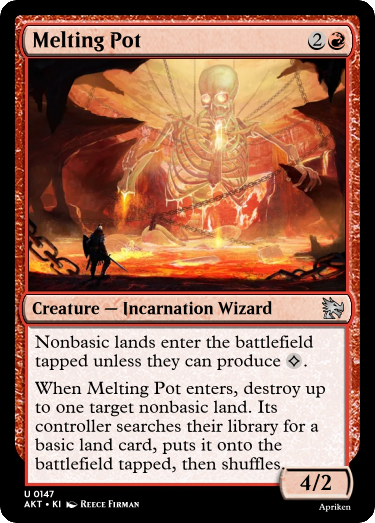 Melting Pot 2
Creature — Incarnation Wizard
Nonbasic lands enter the battlefield
tapped unless they can produce .
When Melting Pot enters, destroy up
to one target nonbasic land. Its
controller searches their library for a
basic land card, puts it onto the
battlefield tapped, then shuffles.
4/2
U 0147
AKT • KI Reece Firman
Apriken